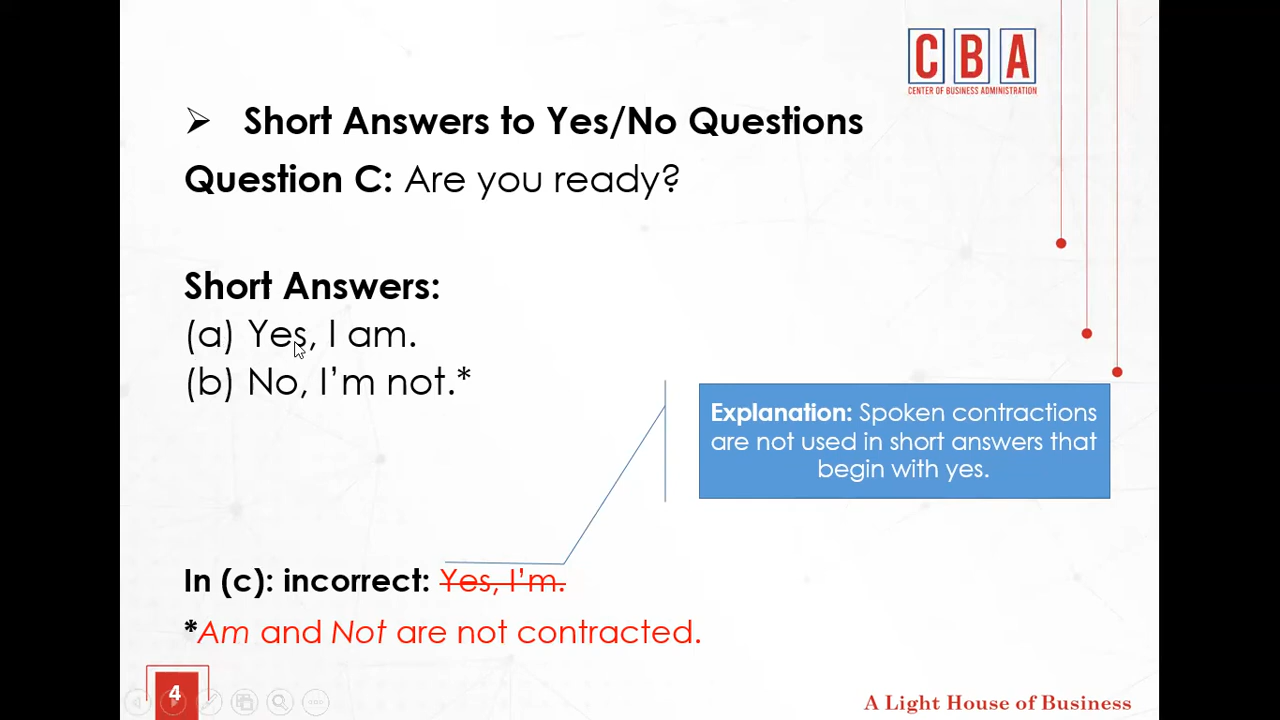 CBA
CENTER OF BUSINESS ADMINISTRATION
➢ Short Answers to Yes/No Questions
Question C: Are you ready?
Short Answers:
(a) Yes, I am.
(b) No, I’m not.*
Explanation: Spoken contractions
are not used in short answers that
begin with yes.
In (c): incorrect: Yes, I’m.
*Am and Not are not contracted.
4
A Light House of Business